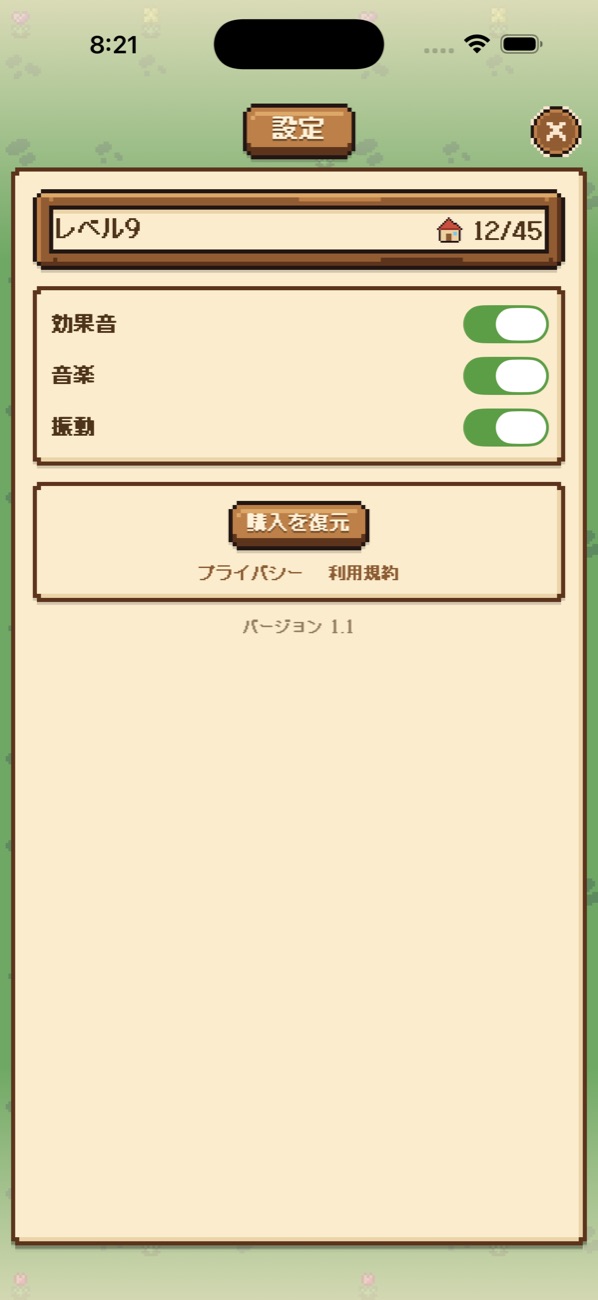 8:21
設定
レベル9 12/45
効果音
音楽
振動
購入を復元
プライバシー 利用規約
バージョン 1.1